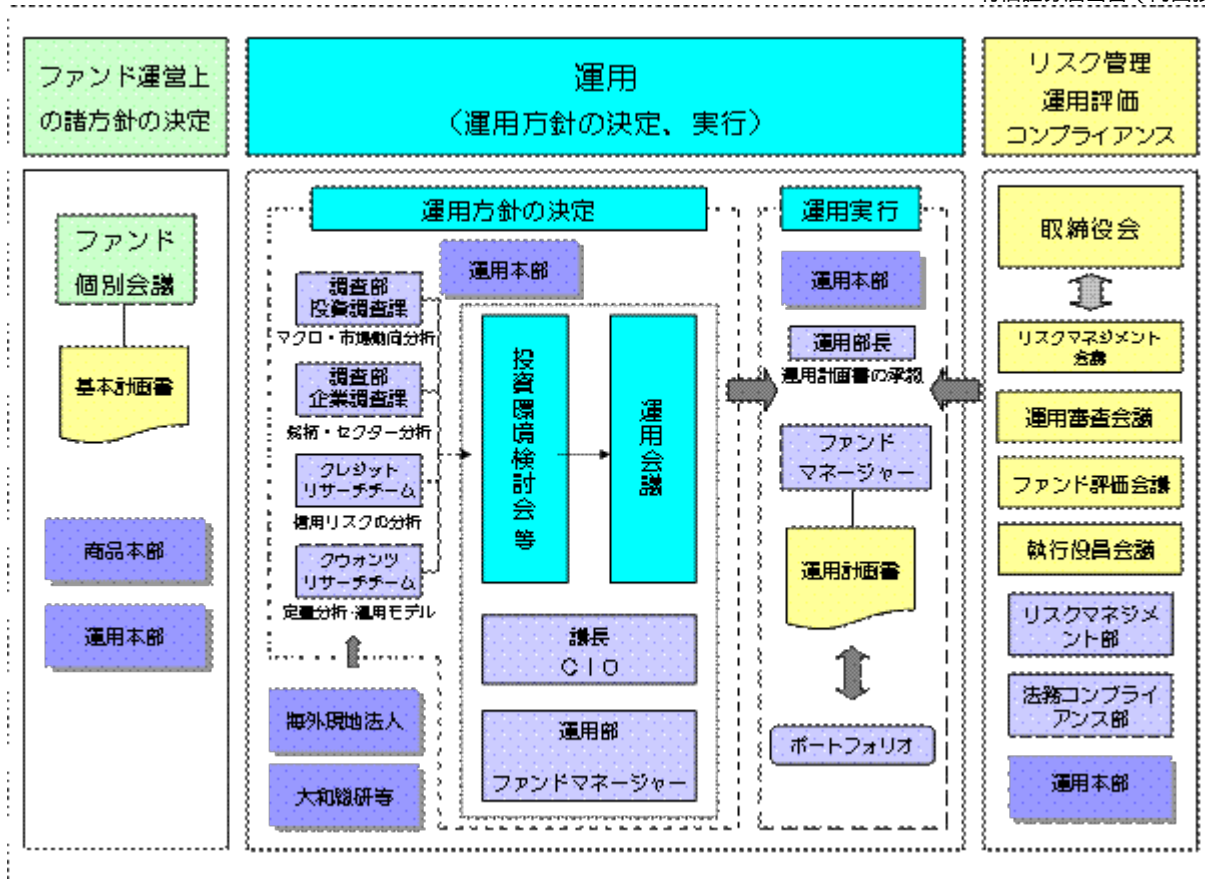 ファンド運営上
の諸方針の決定
運用
(運用方針の決定、実行)
リスク管理
運用評価
コンプライアンス
ファンド
個別会議
基本計画書
商品本部
運用本部
運用方針の決定
運用本部
調査部
投資調査課
マクロ・市場動向分析
調査部
企業調査課
銘柄・セクター分析
クレジット
リサーチチーム
信用リスクの分析
クウォンツ
リサーチチーム
定量分析・運用モデル
海外現地法人
大和総研等
投資環境検討会等
運用会議
議長
CIO
運用部
ファンドマネージャー
運用実行
運用本部
運用部長
運用計画書の承認
ファンド
マネージャー
運用計画書
ポートフォリオ
取締役会
リスクマネジメント
会議
運用審査会議
ファンド評価会議
執行役員会議
リスクマネジメ
ント部
法務コンプライ
アンス部
運用本部